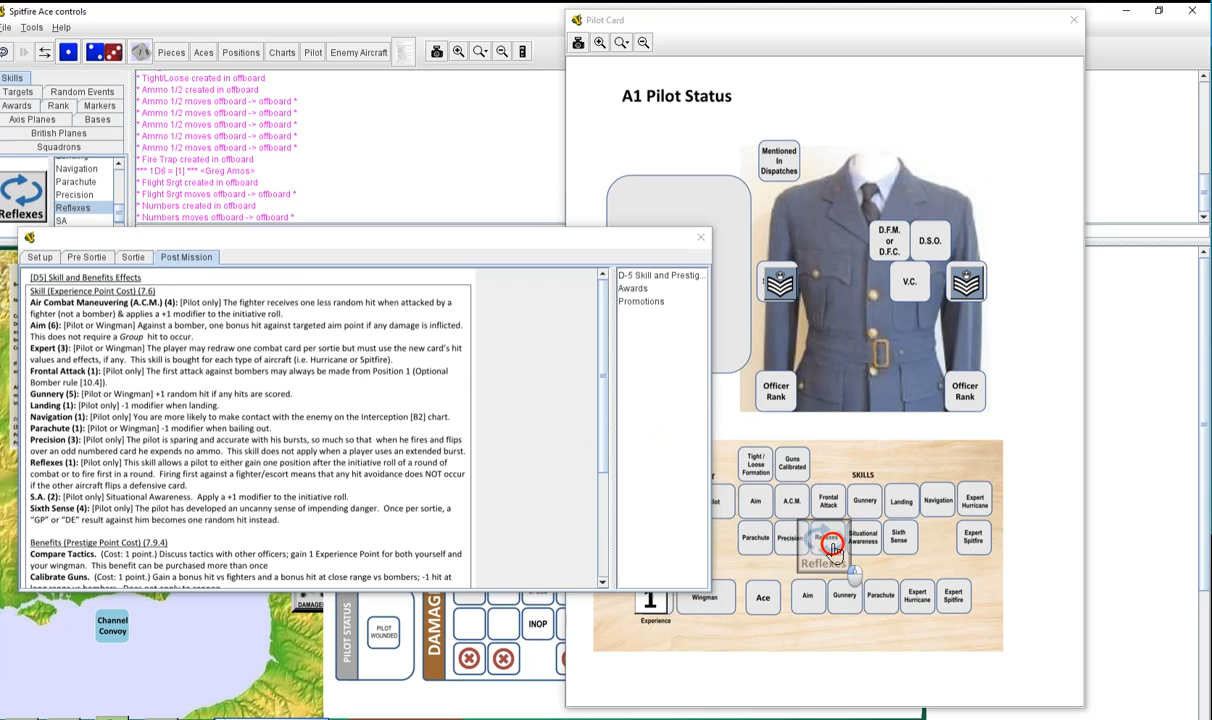 Spitfire Ace controls
File Tools Help
Pieces Aces Positions Charts Pilot Enemy Aircraft
Skills
Targets Random Events
Awards Rank Markers
Axis Planes Bases
British Planes
Squadrons
Navigation
Parachute
Precision
Reflexes
SA
Reflexes
* Tight/Loose created in offboard
* Ammo 1/2 created in offboard
* Ammo 1/2 moves offboard -> offboard *
* Ammo 1/2 moves offboard -> offboard *
* Ammo 1/2 moves offboard -> offboard *
* Ammo 1/2 moves offboard -> offboard *
* Ammo 1/2 moves offboard -> offboard *
* Fire Trap created in offboard
*** 1D6 = [1] *** <Greg Amos>
* Flight Srgt created in offboard
* Flight Srgt moves offboard -> offboard *
* Numbers created in offboard
* Numbers moves offboard -> offboard *
Set up Pre Sortie Sortie Post Mission
[D5] Skill and Benefits Effects
Skill (Experience Point Cost) (7.6)
Air Combat Maneuvering (A.C.M.) (4): [Pilot only] The fighter receives one less random hit when attacked by a
fighter (not a bomber) & applies a +1 modifier to the initiative roll.
Aim (6): [Pilot or Wingman] Against a bomber, one bonus hit against targeted aim point if any damage is inflicted.
This does not require a Group hit to occur.
Expert (3): [Pilot or Wingman] The player may redraw one combat card per sortie but must use the new card's hit
values and effects, if any. This skill is bought for each type of aircraft (i.e. Hurricane or Spitfire).
Frontal Attack (1): [Pilot only] The first attack against bombers may always be made from Position 1 (Optional
Bomber rule [10.4]).
Gunnery (5): [Pilot or Wingman] +1 random hit if any hits are scored.
Landing (1): [Pilot only] -1 modifier when landing.
Navigation (1): [Pilot only] You are more likely to make contact with the enemy on the Interception [B2] chart.
Parachute (1): [Pilot or Wingman] -1 modifier when bailing out.
Precision (3): [Pilot only] The pilot is sparing and accurate with his bursts, so much so that when he fires and flips
over an odd numbered card he expends no ammo. This skill does not apply when a player uses an extended burst.
Reflexes (1): [Pilot only] This skill allows a pilot to either gain one position after the initiative roll of a round of
combat or to fire first in a round. Firing first against a fighter/escort means that any hit avoidance does NOT occur
if the other aircraft flips a defensive card.
S.A. (2): [Pilot only] Situational Awareness. Apply a +1 modifier to the initiative roll.
Sixth Sense (4): [Pilot only] The pilot has developed an uncanny sense of impending danger. Once per sortie, a
"GP" or "DE" result against him becomes one random hit instead.
Benefits (Prestige Point Cost) (7.9.4)
Compare Tactics. (Cost: 1 point.) Discuss tactics with other officers; gain 1 Experience Point for both yourself and
your wingman. This benefit can be purchased more than once
Calibrate Guns. (Cost: 1 point.) Gain a bonus hit vs fighters and a bonus hit at close range vs bombers; -1 hit at
D-5 Skill and Prestig...
Awards
Promotions
Channel
Convoy
DAMAGE
PILOT STATUS
PILOT
WOUNDED
INOP
Pilot Card
A1 Pilot Status
Mentioned
In
Dispatches
D.F.M.
or
D.F.C.
D.S.O.
V.C.
Officer
Rank
Officer
Rank
Tight /
Loose
Formation
Guns
Calibrated
SKILLS
Aim
A.C.M.
Frontal
Attack
Gunnery
Landing
Navigation
Expert
Hurricane
Parachute
Precision
Reflexes
Situational
Awareness
Sixth
Sense
Expert
Spitfire
Reflexes
1
Experience
Wingman
Ace
Aim
Gunnery
Parachute
Expert
Hurricane
Expert
Spitfire